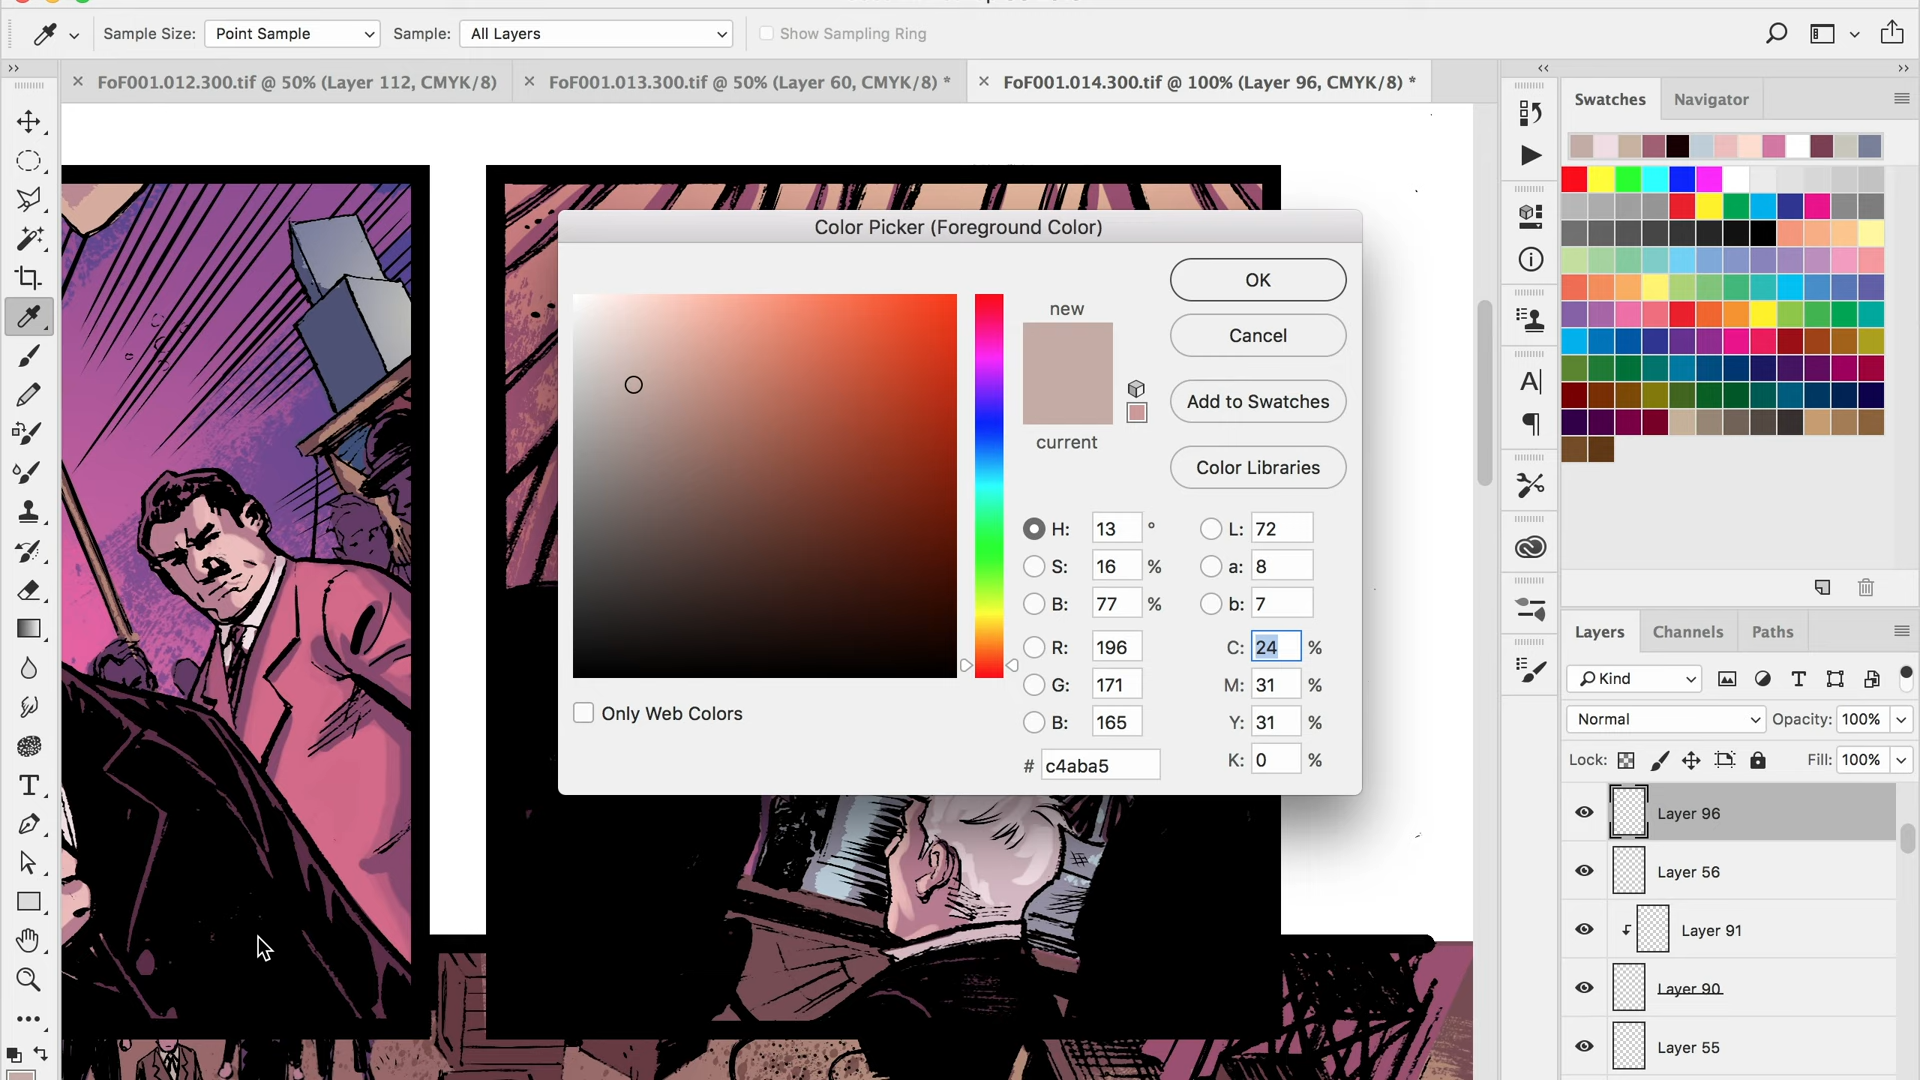 Sample Size: Point Sample Sample: All Layers Show Sampling Ring
FoF001.012.300.tif @ 50% (Layer 112, CMYK/8)
FoF001.013.300.tif @ 50% (Layer 60, CMYK/8) *
FoF001.014.300.tif @ 100% (Layer 96, CMYK/8) *
Swatches Navigator
Color Picker (Foreground Color)
new
current
OK
Cancel
Add to Swatches
Color Libraries
H: 13 °
S: 16 %
B: 77 %
R: 196
G: 171
B: 165
# c4aba5
L: 72
a: 8
b: 7
C: 24 %
M: 31 %
Y: 31 %
K: 0 %
Only Web Colors
Layers Channels Paths
Kind
Normal Opacity: 100%
Lock: Fill: 100%
Layer 96
Layer 56
Layer 91
Layer 90
Layer 55